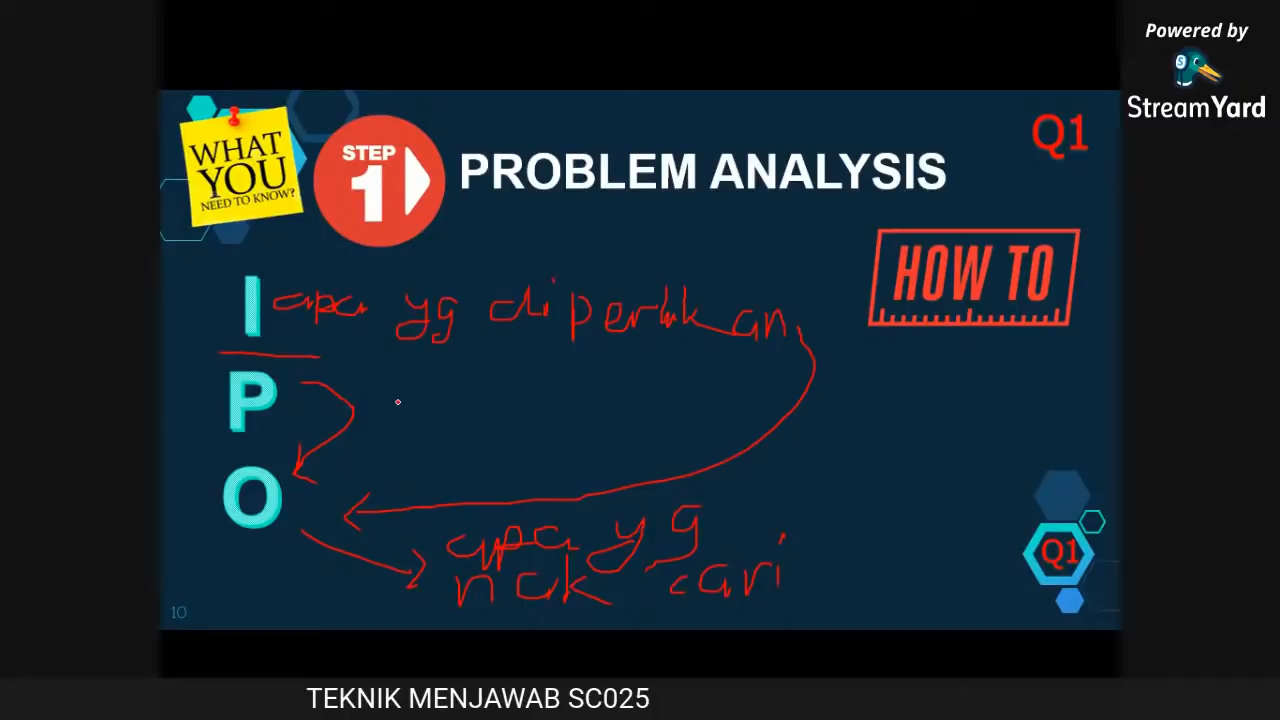 Powered by
StreamYard
WHAT
YOU
NEED TO KNOW?
STEP
1
PROBLEM ANALYSIS
Q1
HOW TO
I apa yg diperlukan
P
O
apa yg
nak cari
Q1
10
TEKNIK MENJAWAB SC025